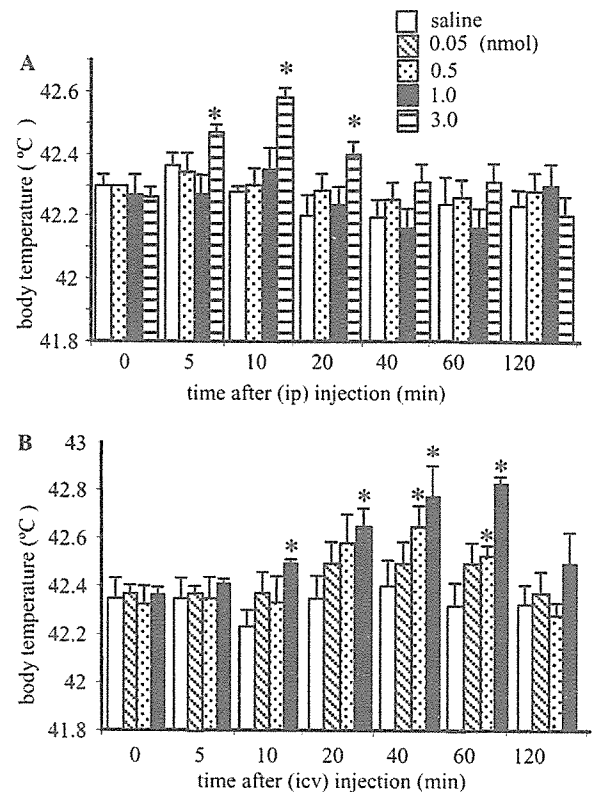 saline
0.05 (nmol)
0.5
1.0
3.0
A
42.6
42.4
42.2
42
41.8
body temperature ( ºC )
*
*
*
0 5 10 20 40 60 120
time after (ip) injection (min)
B
43
42.8
42.6
42.4
42.2
42
41.8
body temperature (ºC)
*
*
*
*
*
*
0 5 10 20 40 60 120
time after (icv) injection (min)